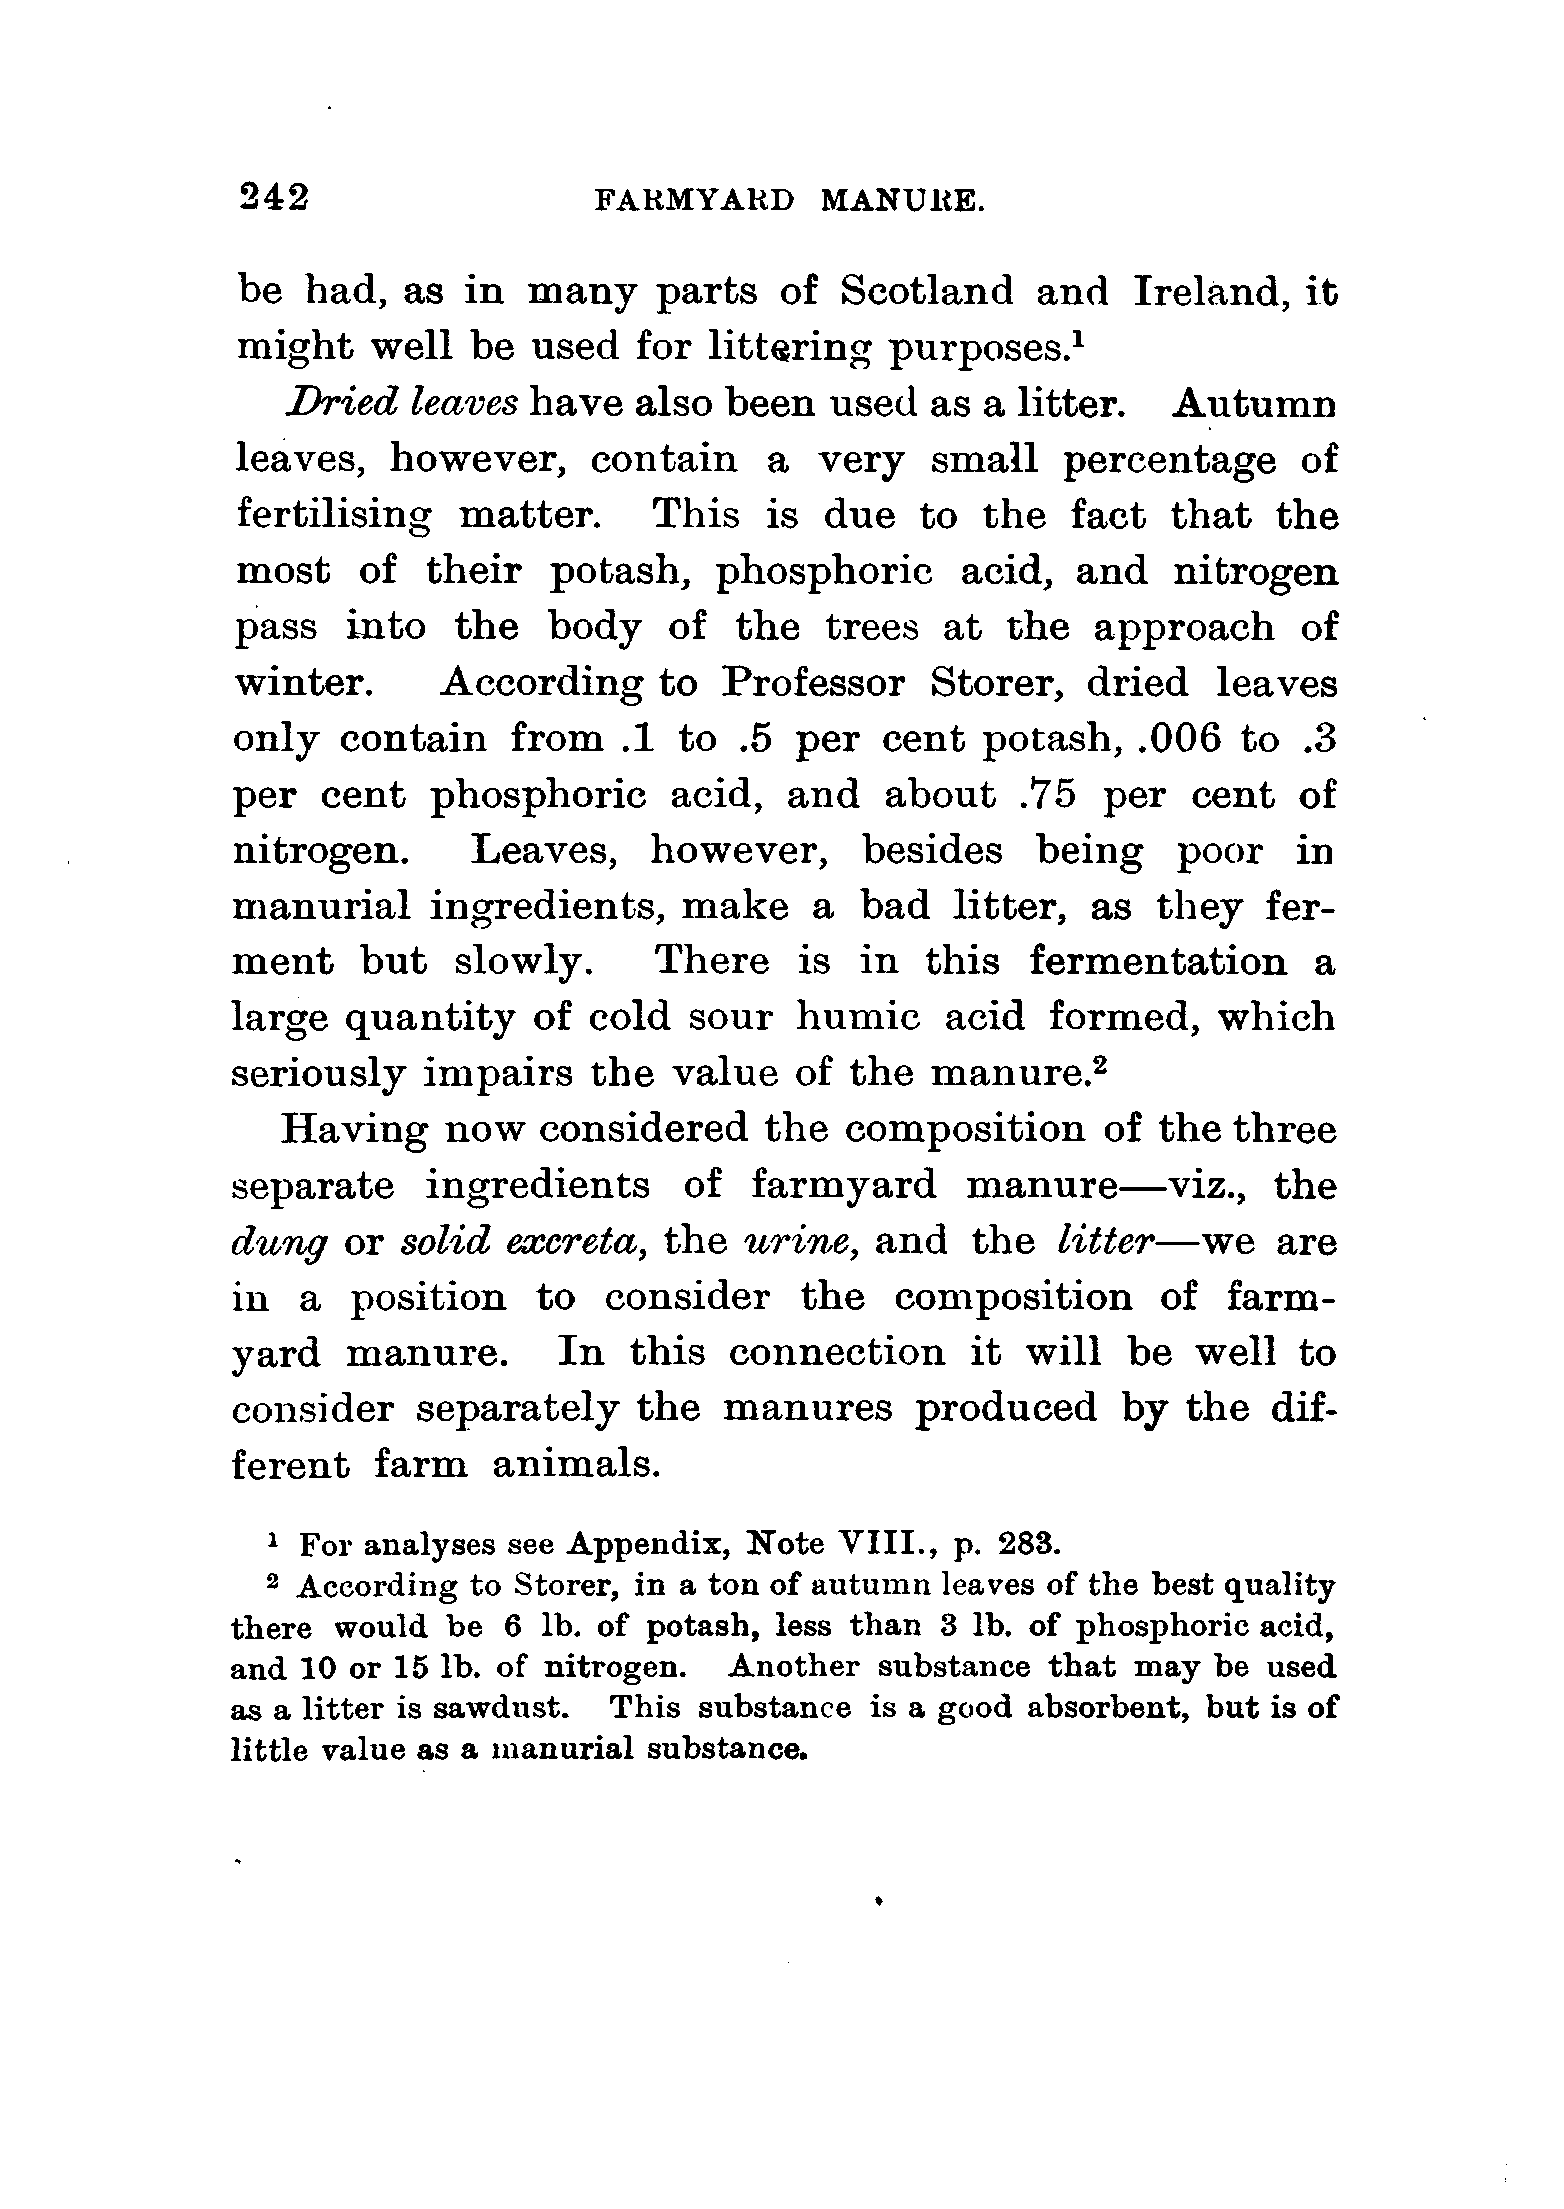 242 FARMYARD MANURE.
be had, as in many parts of Scotland and Ireland, it
might well be used for littering purposes.¹
Dried leaves have also been used as a litter. Autumn
leaves, however, contain a very small percentage of
fertilising matter. This is due to the fact that the
most of their potash, phosphoric acid, and nitrogen
pass into the body of the trees at the approach of
winter. According to Professor Storer, dried leaves
only contain from .1 to .5 per cent potash, .006 to .3
per cent phosphoric acid, and about .75 per cent of
nitrogen. Leaves, however, besides being poor in
manurial ingredients, make a bad litter, as they fer-
ment but slowly. There is in this fermentation a
large quantity of cold sour humic acid formed, which
seriously impairs the value of the manure.²
Having now considered the composition of the three
separate ingredients of farmyard manure—viz., the
dung or solid excreta, the urine, and the litter—we are
in a position to consider the composition of farm-
yard manure. In this connection it will be well to
consider separately the manures produced by the dif-
ferent farm animals.
¹ For analyses see Appendix, Note VIII., p. 283.
² According to Storer, in a ton of autumn leaves of the best quality
there would be 6 lb. of potash, less than 3 lb. of phosphoric acid,
and 10 or 15 lb. of nitrogen. Another substance that may be used
as a litter is sawdust. This substance is a good absorbent, but is of
little value as a manurial substance.